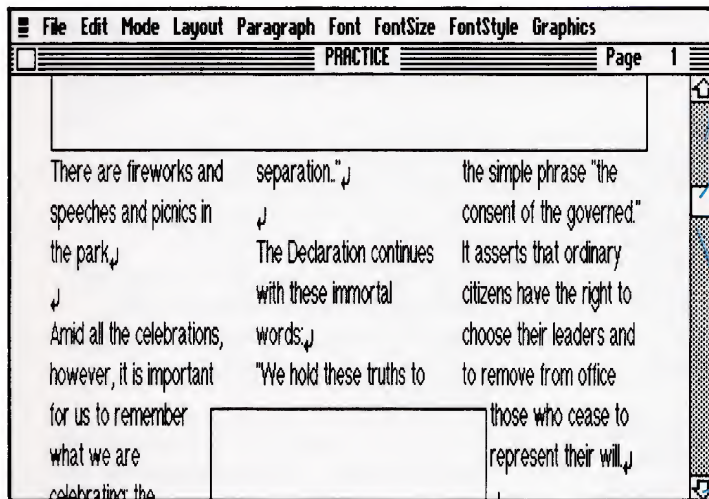 File Edit Mode Layout Paragraph Font FontSize FontStyle Graphics
PRACTICE Page 1
There are fireworks and
speeches and picnics in
the park↵
↵
Amid all the celebrations,
however, it is important
for us to remember
what we are
celebrating: the
separation."↵
↵
The Declaration continues
with these immortal
words:↵
"We hold these truths to
the simple phrase "the
consent of the governed."
It asserts that ordinary
citizens have the right to
choose their leaders and
to remove from office
those who cease to
represent their will.↵